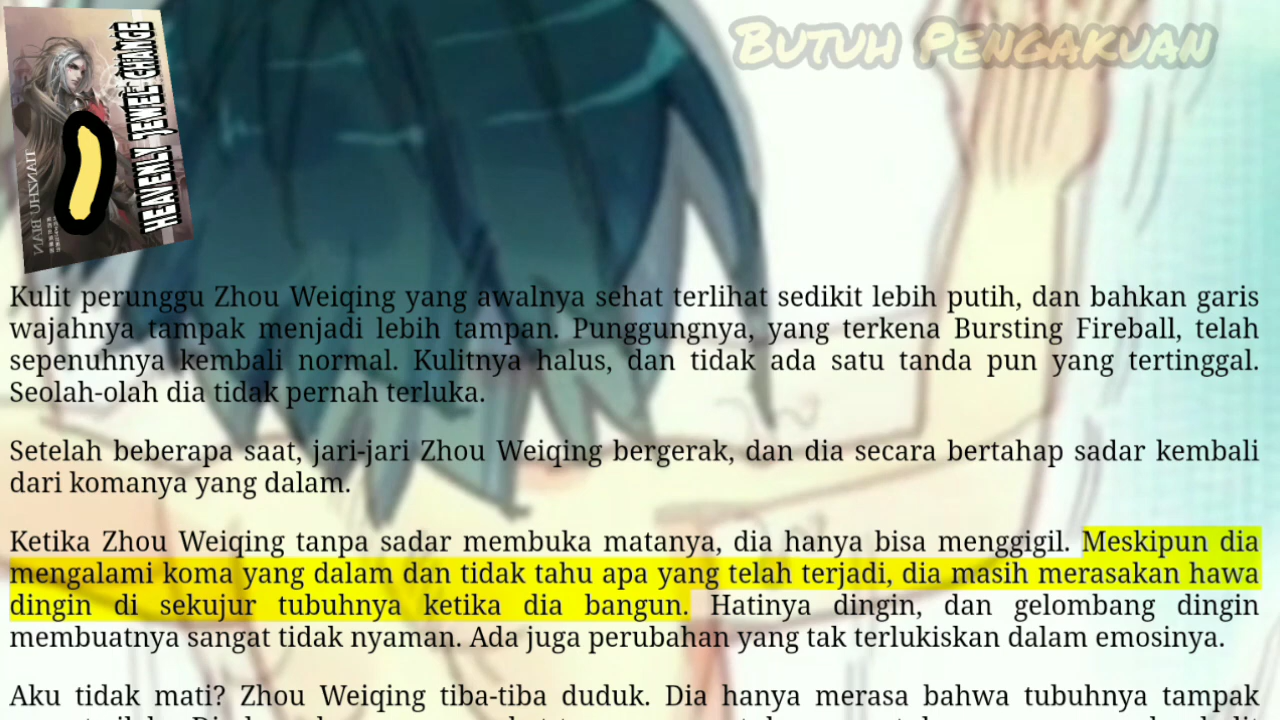 Butuh Pengakuan
HEAVENLY JEWEL CHANGE
TIANZHU BIAN
Kulit perunggu Zhou Weiqing yang awalnya sehat terlihat sedikit lebih putih, dan bahkan garis
wajahnya tampak menjadi lebih tampan. Punggungnya, yang terkena Bursting Fireball, telah
sepenuhnya kembali normal. Kulitnya halus, dan tidak ada satu tanda pun yang tertinggal.
Seolah-olah dia tidak pernah terluka.
Setelah beberapa saat, jari-jari Zhou Weiqing bergerak, dan dia secara bertahap sadar kembali
dari komanya yang dalam.
Ketika Zhou Weiqing tanpa sadar membuka matanya, dia hanya bisa menggigil. Meskipun dia
mengalami koma yang dalam dan tidak tahu apa yang telah terjadi, dia masih merasakan hawa
dingin di sekujur tubuhnya ketika dia bangun. Hatinya dingin, dan gelombang dingin
membuatnya sangat tidak nyaman. Ada juga perubahan yang tak terlukiskan dalam emosinya.
Aku tidak mati? Zhou Weiqing tiba-tiba duduk. Dia hanya merasa bahwa tubuhnya tampak